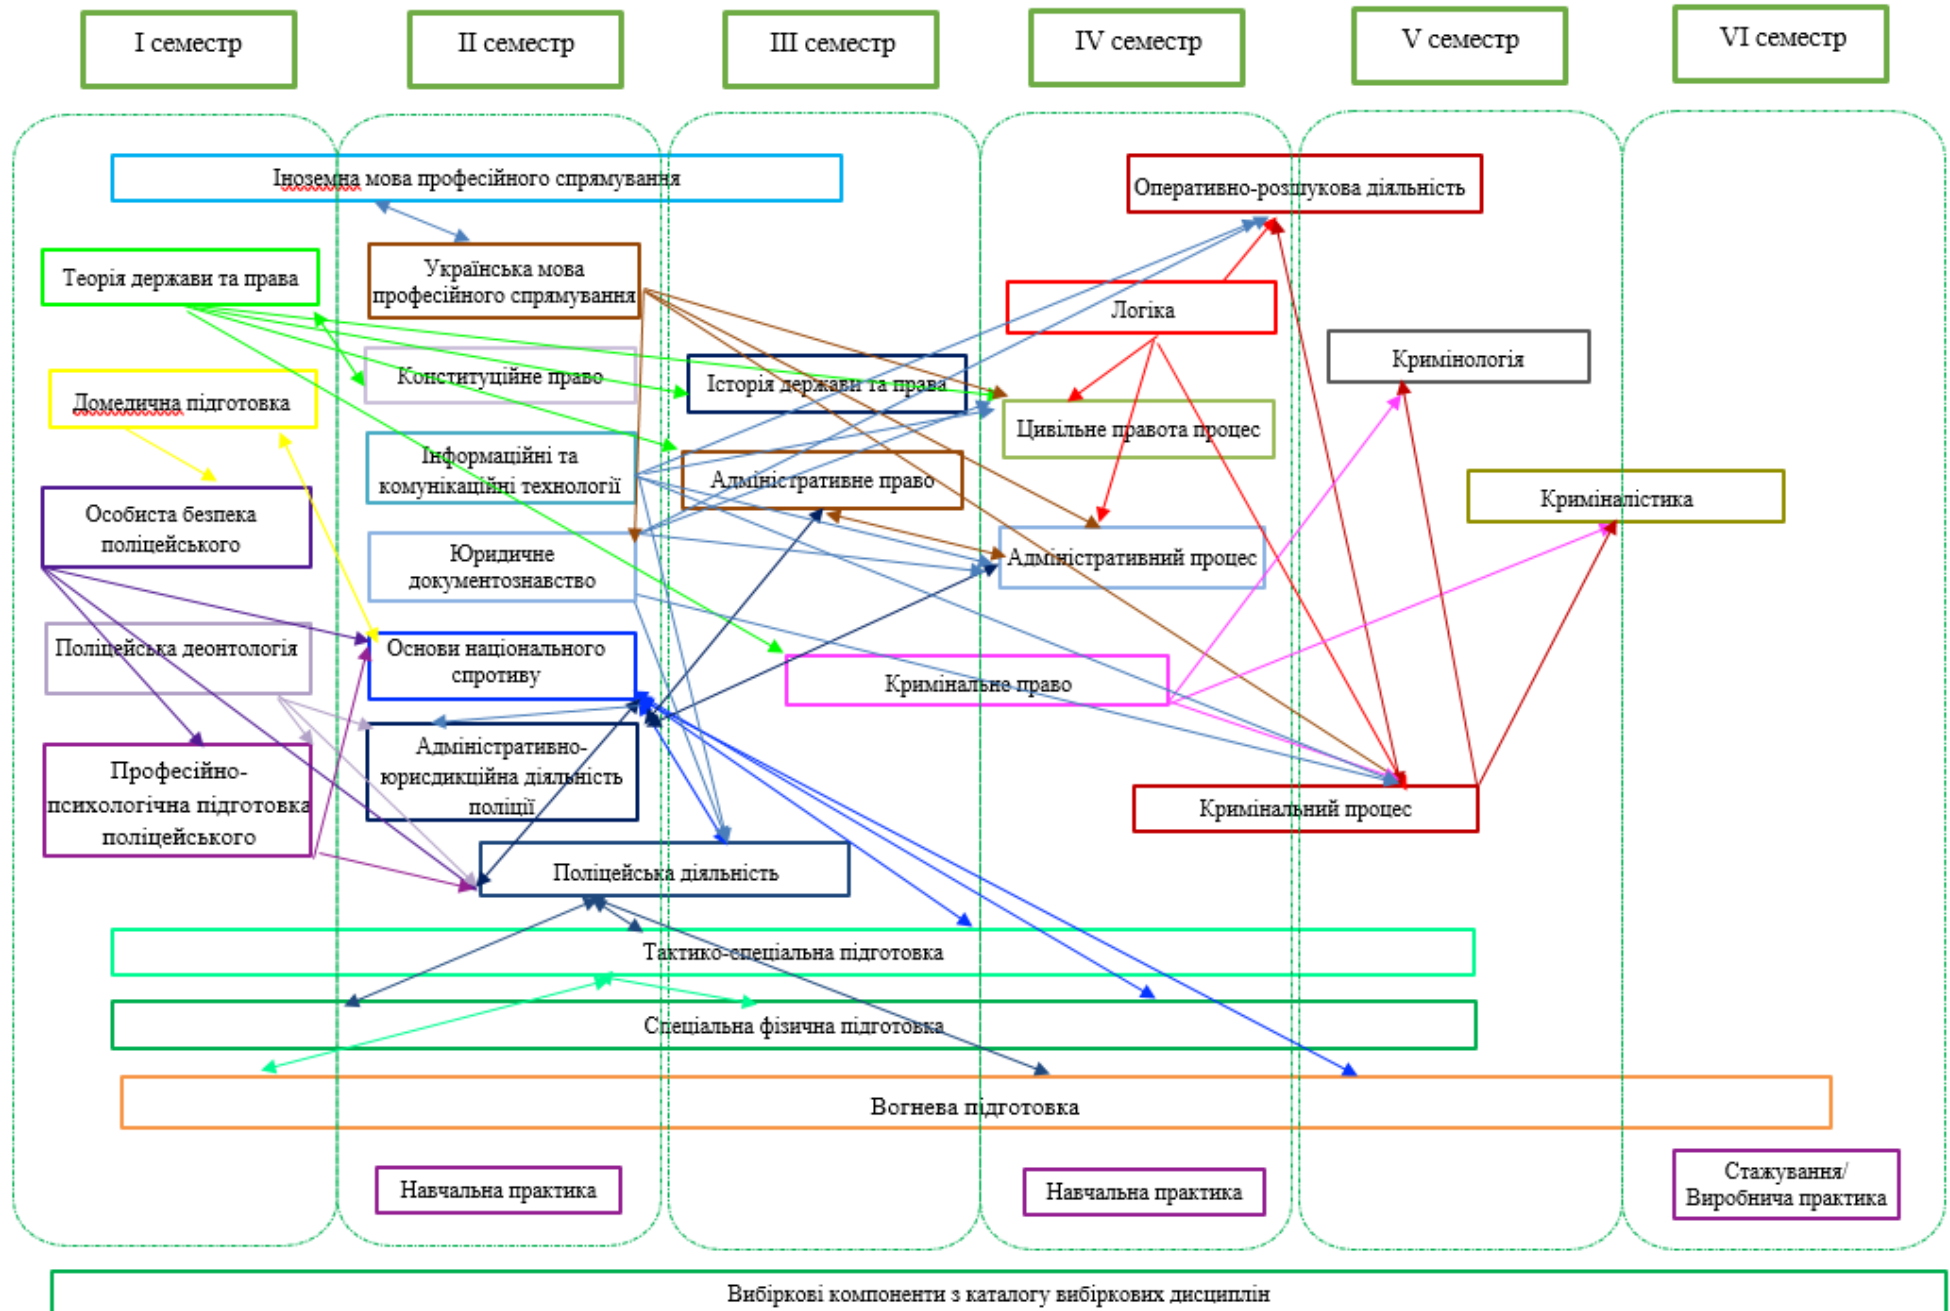 I семестр
II семестр
III семестр
IV семестр
V семестр
VI семестр
Іноземна мова професійного спрямування
Оперативно-розшукова діяльність
Теорія держави та права
Українська мова
професійного спрямування
Логіка
Конституційне право
Історія держави та права
Кримінологія
Домедична підготовка
Цивільне правота процес
Інформаційні та
комунікаційні технології
Адміністративне право
Криміналістика
Особиста безпека
поліцейського
Юридичне
документознавство
Адміністративний процес
Поліцейська деонтологія
Основи національного
спротиву
Кримінальне право
Професійно-
психологічна підготовка
поліцейського
Адміністративно-
юрисдикційна діяльність
поліції
Кримінальний процес
Поліцейська діяльність
Тактико-спеціальна підготовка
Спеціальна фізична підготовка
Вогнева підготовка
Навчальна практика
Навчальна практика
Стажування/
Виробнича практика
Вибіркові компоненти з каталогу вибіркових дисциплін